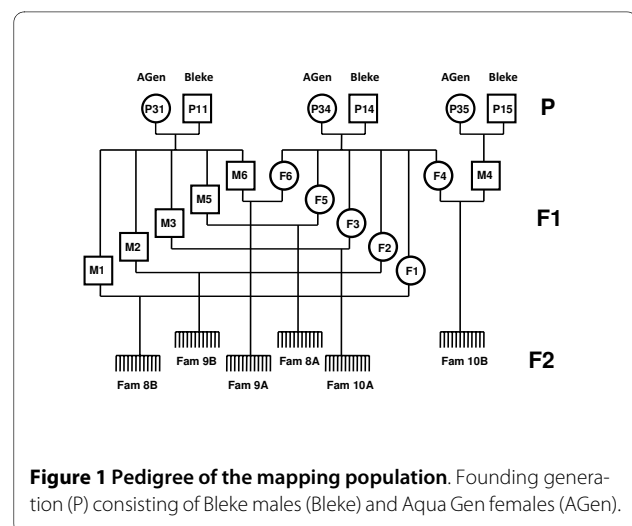 AGen Bleke AGen Bleke AGen Bleke
P31 P11 P34 P14 P35 P15 P
M6 F6 F4 M4
M5 F5
M3 F3 F1
M2 F2
M1 F1
Fam 9B Fam 8A Fam 10B F2
Fam 8B Fam 9A Fam 10A
Figure 1 Pedigree of the mapping population. Founding genera-
tion (P) consisting of Bleke males (Bleke) and Aqua Gen females (AGen).